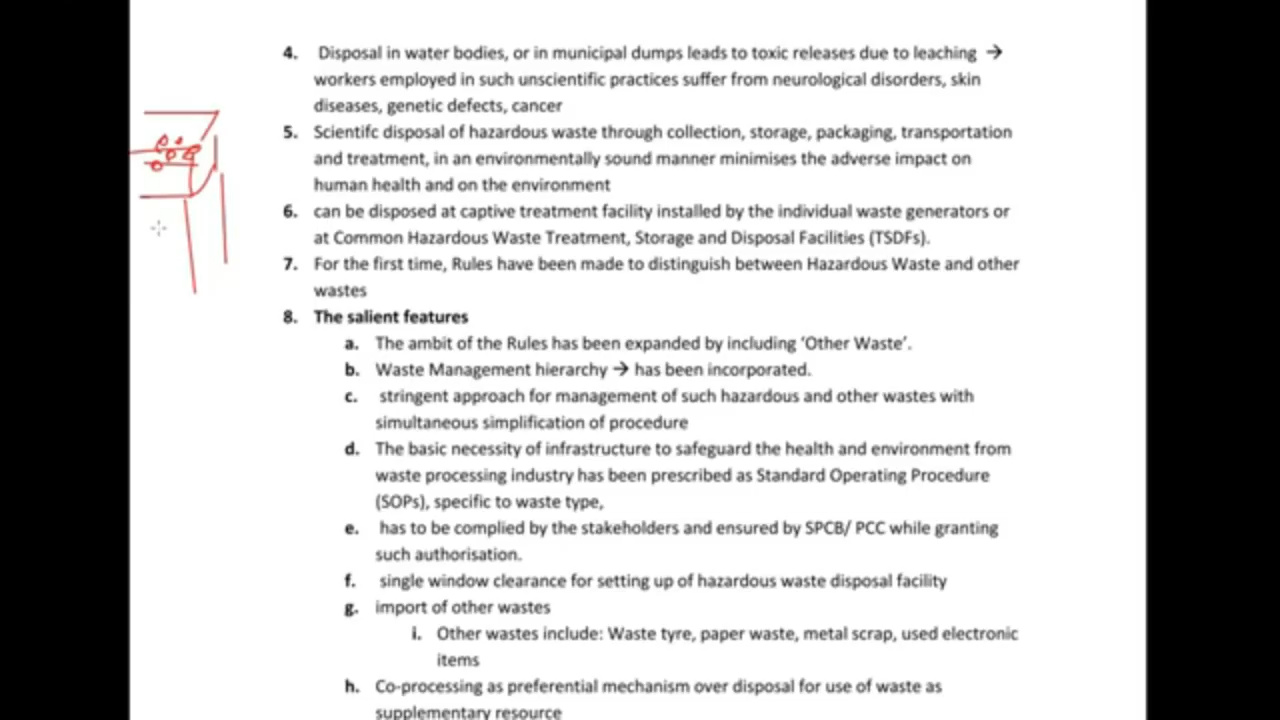 4. Disposal in water bodies, or in municipal dumps leads to toxic releases due to leaching →
workers employed in such unscientific practices suffer from neurological disorders, skin
diseases, genetic defects, cancer
5. Scientifc disposal of hazardous waste through collection, storage, packaging, transportation
and treatment, in an environmentally sound manner minimises the adverse impact on
human health and on the environment
6. can be disposed at captive treatment facility installed by the individual waste generators or
at Common Hazardous Waste Treatment, Storage and Disposal Facilities (TSDFs).
7. For the first time, Rules have been made to distinguish between Hazardous Waste and other
wastes
8. The salient features
a. The ambit of the Rules has been expanded by including ‘Other Waste’.
b. Waste Management hierarchy → has been incorporated.
c. stringent approach for management of such hazardous and other wastes with
simultaneous simplification of procedure
d. The basic necessity of infrastructure to safeguard the health and environment from
waste processing industry has been prescribed as Standard Operating Procedure
(SOPs), specific to waste type,
e. has to be complied by the stakeholders and ensured by SPCB/ PCC while granting
such authorisation.
f. single window clearance for setting up of hazardous waste disposal facility
g. import of other wastes
i. Other wastes include: Waste tyre, paper waste, metal scrap, used electronic
items
h. Co-processing as preferential mechanism over disposal for use of waste as
supplementary resource